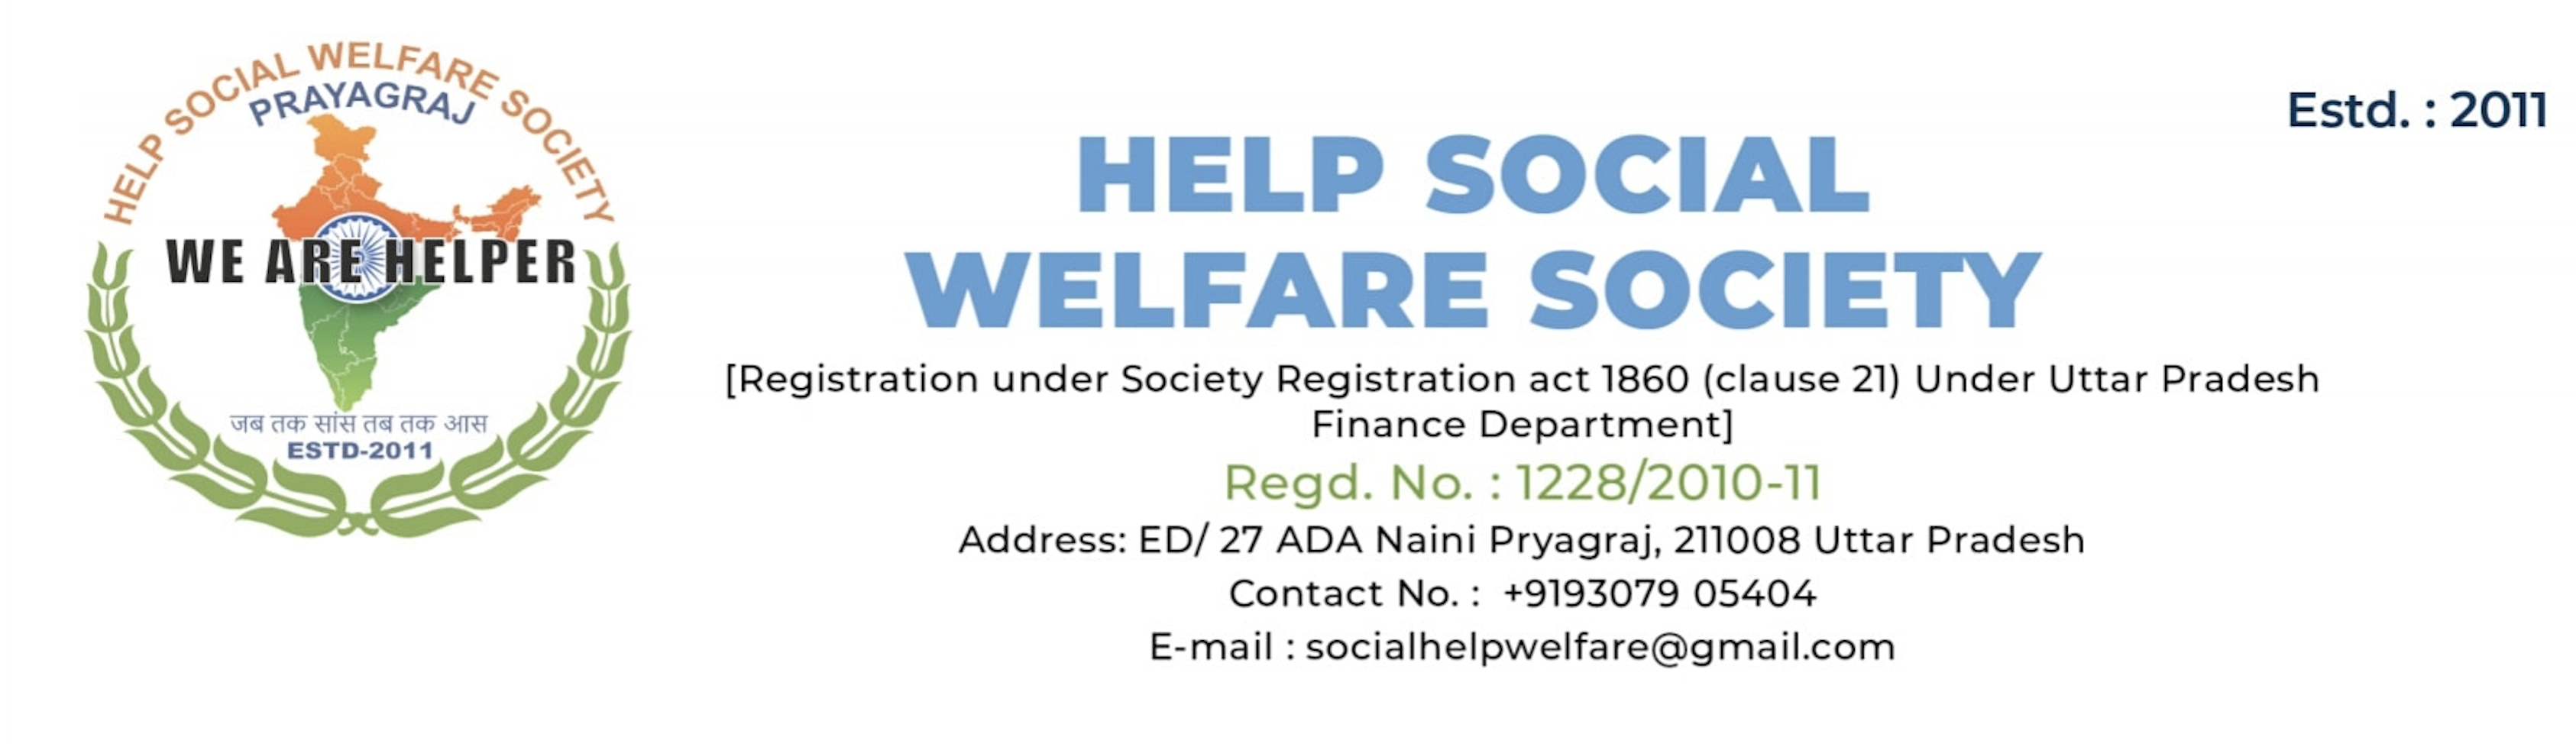 HELP SOCIAL WELFARE SOCIETY
PRAYAGRAJ
WE ARE HELPER
जब तक सांस तब तक आस
ESTD-2011
Estd. : 2011
HELP SOCIAL
WELFARE SOCIETY
[Registration under Society Registration act 1860 (clause 21) Under Uttar Pradesh
Finance Department]
Regd. No. : 1228/2010-11
Address: ED/ 27 ADA Naini Pryagraj, 211008 Uttar Pradesh
Contact No. : +9193079 05404
E-mail : socialhelpwelfare@gmail.com